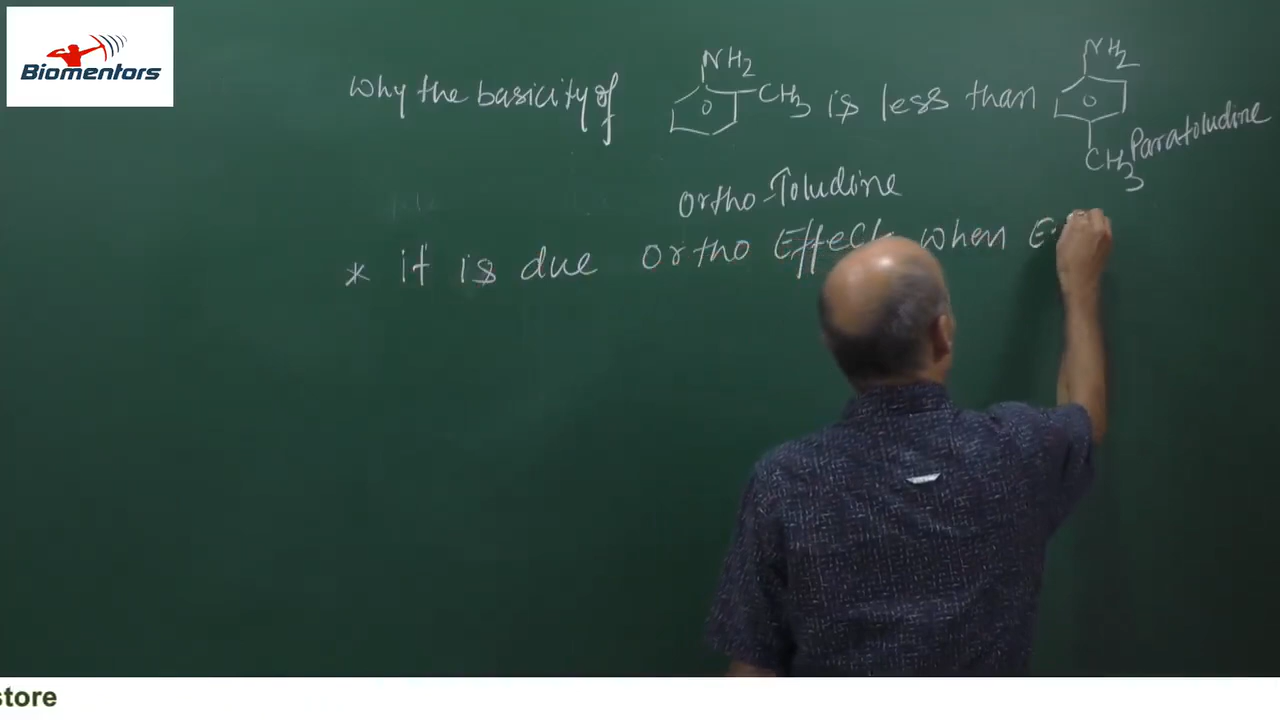 Biomentors
Why the basicity of NH2 CH3 is less than NH2 CH3 Paratoludine
Ortho-Toludine
* it is due Ortho Effect when
store